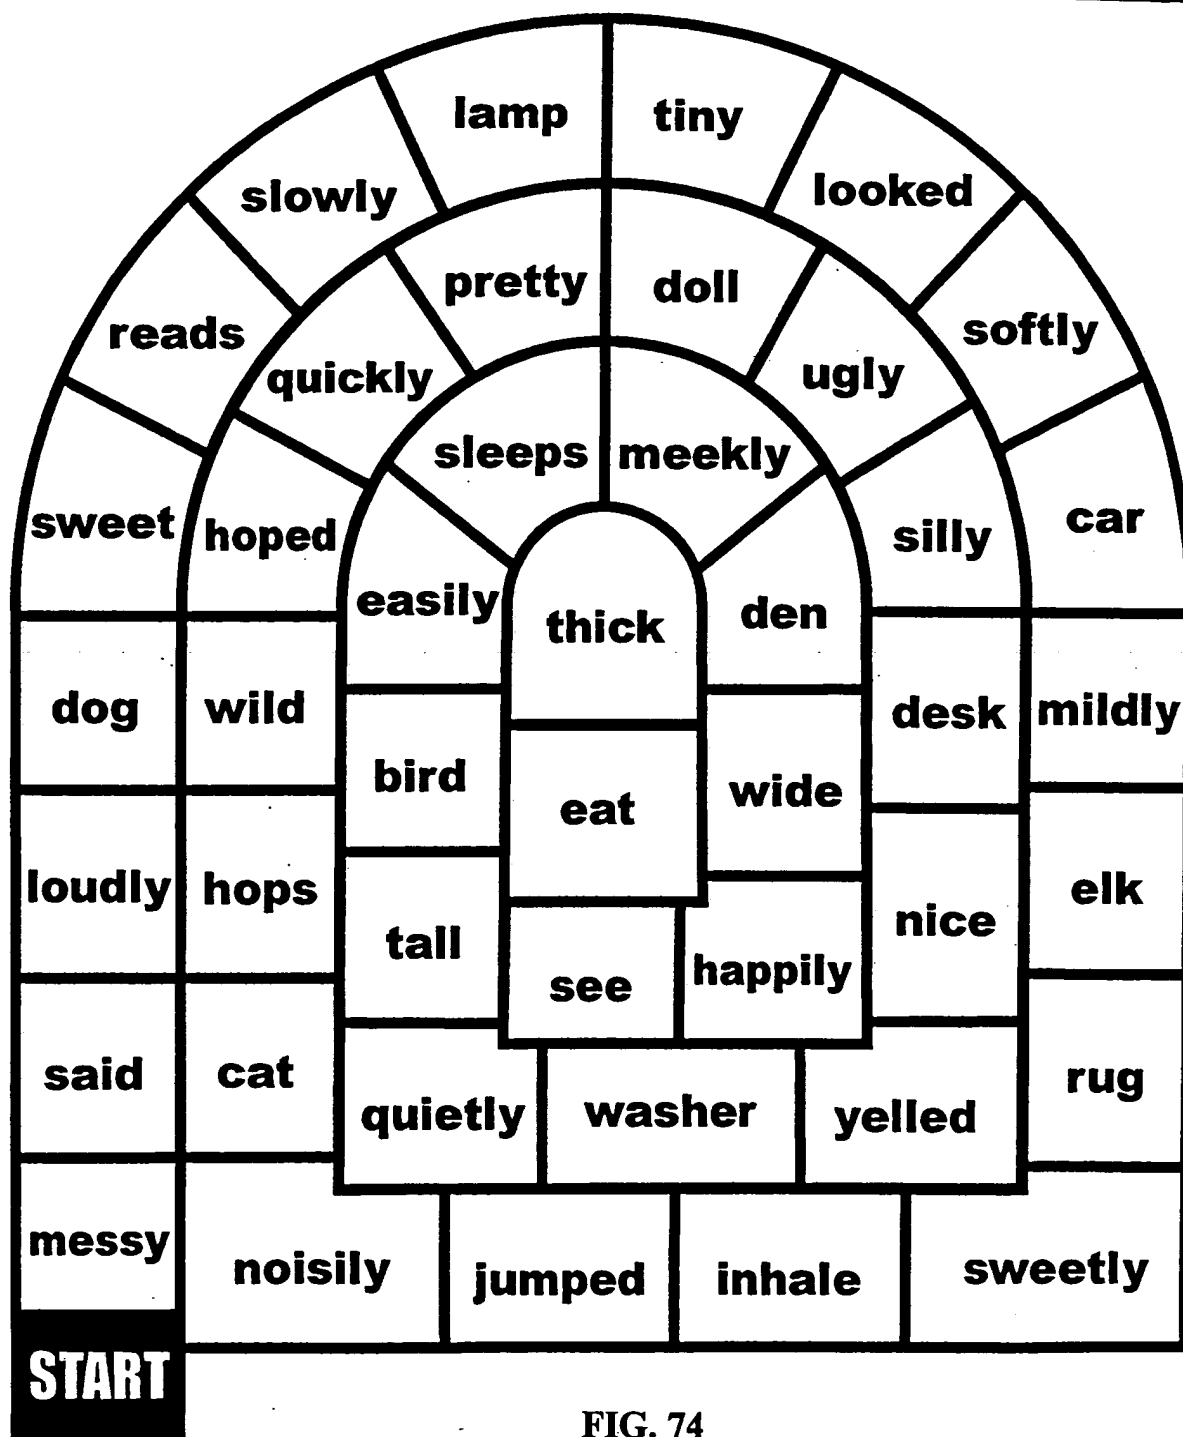 lamp tiny
slowly looked
pretty doll
reads softly
quickly ugly
sleeps meekly
sweet hoped silly car
easily thick den
dog wild desk mildly
bird eat wide
loudly hops nice elk
tall see happily
said cat rug
quietly washer yelled
messy noisily jumped inhale sweetly
START
FIG. 74